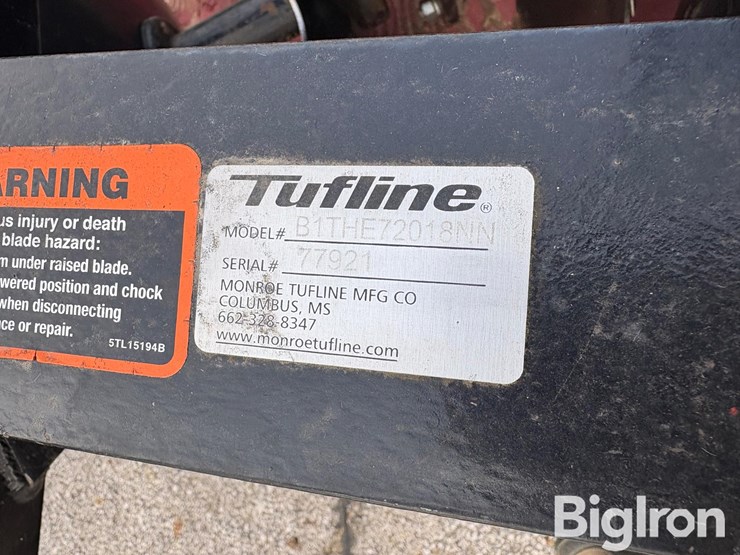 ARNING
us injury or death
blade hazard:
m under raised blade.
wered position and chock
when disconnecting
ce or repair.
5TL15194B
Tufline®
MODEL# B1THE72018NN
SERIAL# 77921
MONROE TUFLINE MFG CO
COLUMBUS, MS
662-328-8347
www.monroetufline.com
BigIron